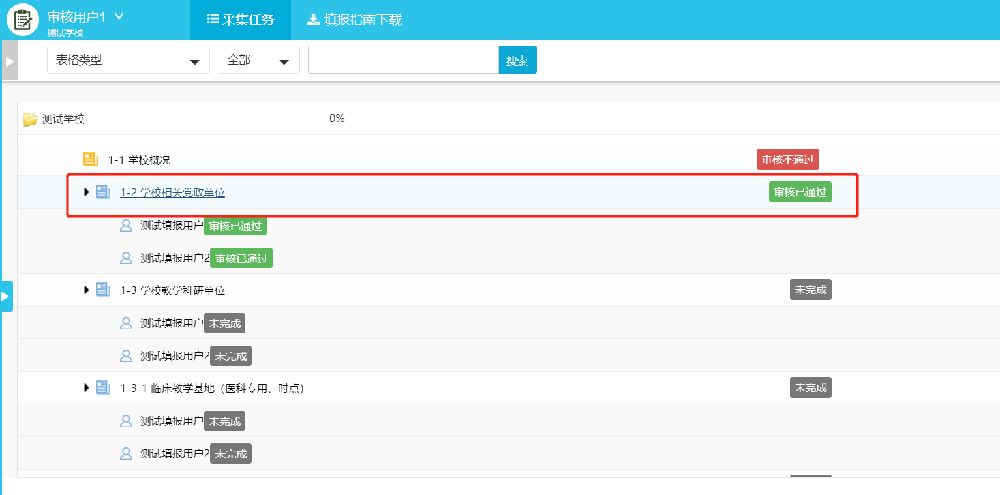 审核用户1
测试学校
采集任务
填报指南下载
表格类型
全部
搜索
测试学校 0%
1-1 学校概况 审核不通过
1-2 学校相关党政单位 审核已通过
测试填报用户 审核已通过
测试填报用户2 审核已通过
1-3 学校教学科研单位 未完成
测试填报用户 未完成
测试填报用户2 未完成
1-3-1 临床教学基地（医科专用、时点） 未完成
测试填报用户 未完成
测试填报用户2 未完成